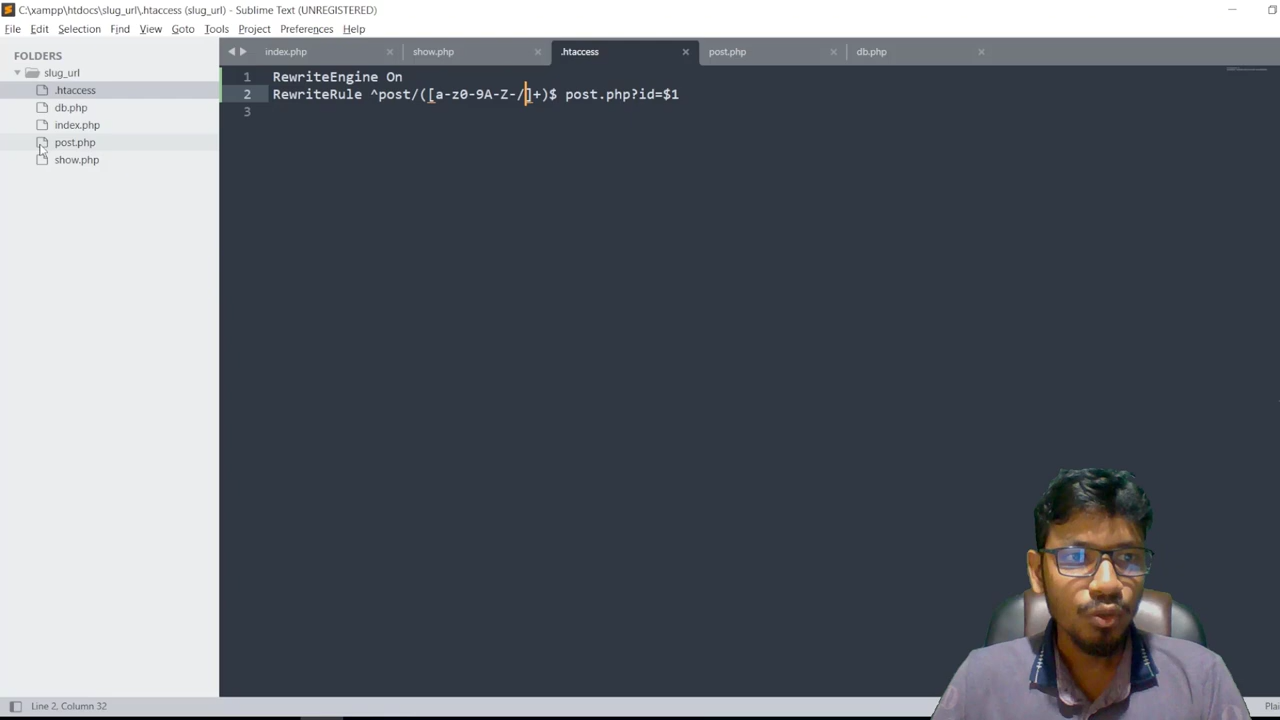 C:\xampp\htdocs\slug_url\.htaccess (slug_url) - Sublime Text (UNREGISTERED)
File Edit Selection Find View Goto Tools Project Preferences Help
FOLDERS
slug_url
.htaccess
db.php
index.php
post.php
show.php
index.php show.php .htaccess post.php db.php
1 RewriteEngine On
2 RewriteRule ^post/([a-z0-9A-Z-/]+)$ post.php?id=$1
3
Line 2, Column 32
Plai